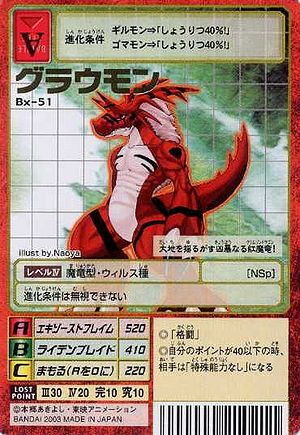 進化条件
ギルモン⇒「しょうりつ40%!」
ゴマモン⇒「しょうりつ40%!」
グラウモン
Bx-51
illust by.Naoya
大地を揺るがす凶暴なる紅魔竜!
レベルⅣ 魔竜型・ウィルス種 [NSp]
進化条件は無視できない
A エキゾーストフレイム 520
B プラズマブレイド 410
C まもる(Aを0に) 220
◎「格闘」
◎自分のポイントが40以下の時、
相手は「特殊能力なし」になる
LOST POINT Ⅲ30 Ⅳ20 完10 究10
©本郷あきよし・東映アニメーション
BANDAI 2003 MADE IN JAPAN